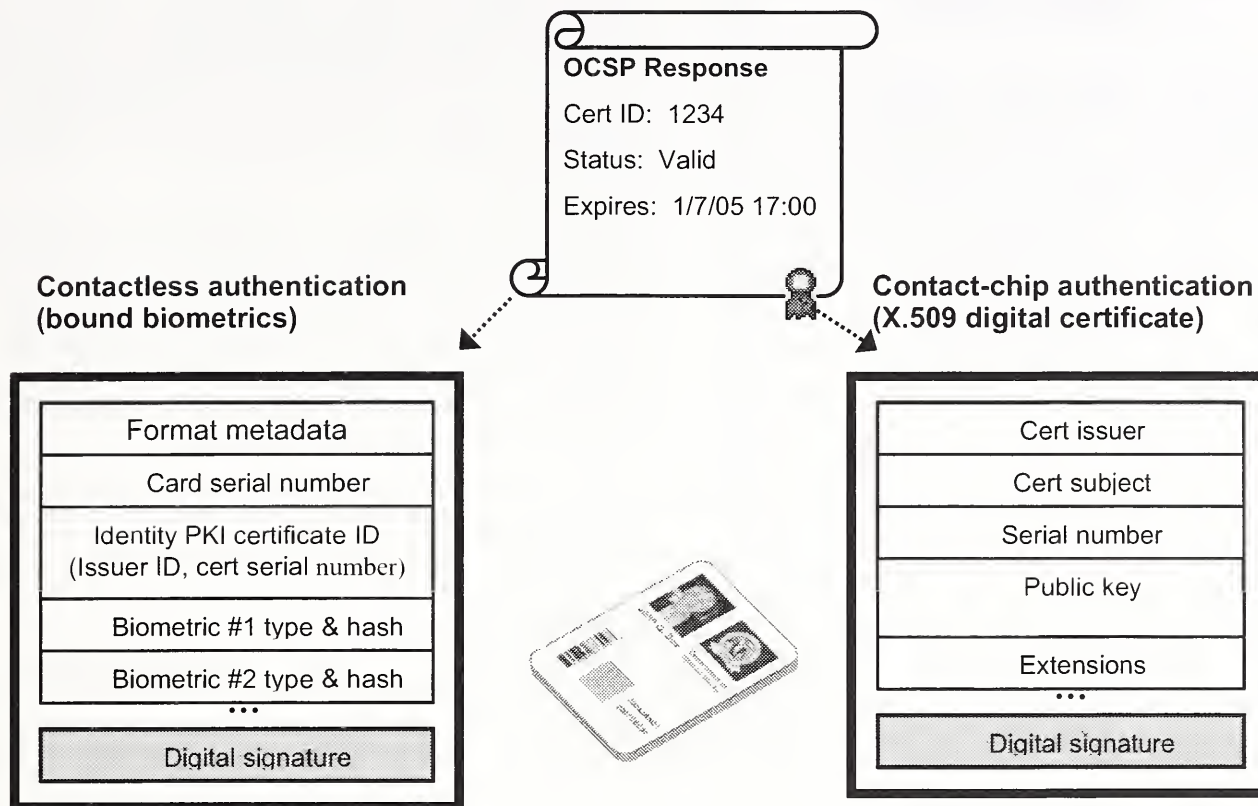 OCSP Response
Cert ID: 1234
Status: Valid
Expires: 1/7/05 17:00
Contactless authentication
(bound biometrics)
Contact-chip authentication
(X.509 digital certificate)
Format metadata
Card serial number
Identity PKI certificate ID
(Issuer ID, cert serial number)
Biometric #1 type & hash
Biometric #2 type & hash
...
Digital signature
Cert issuer
Cert subject
Serial number
Public key
Extensions
...
Digital signature